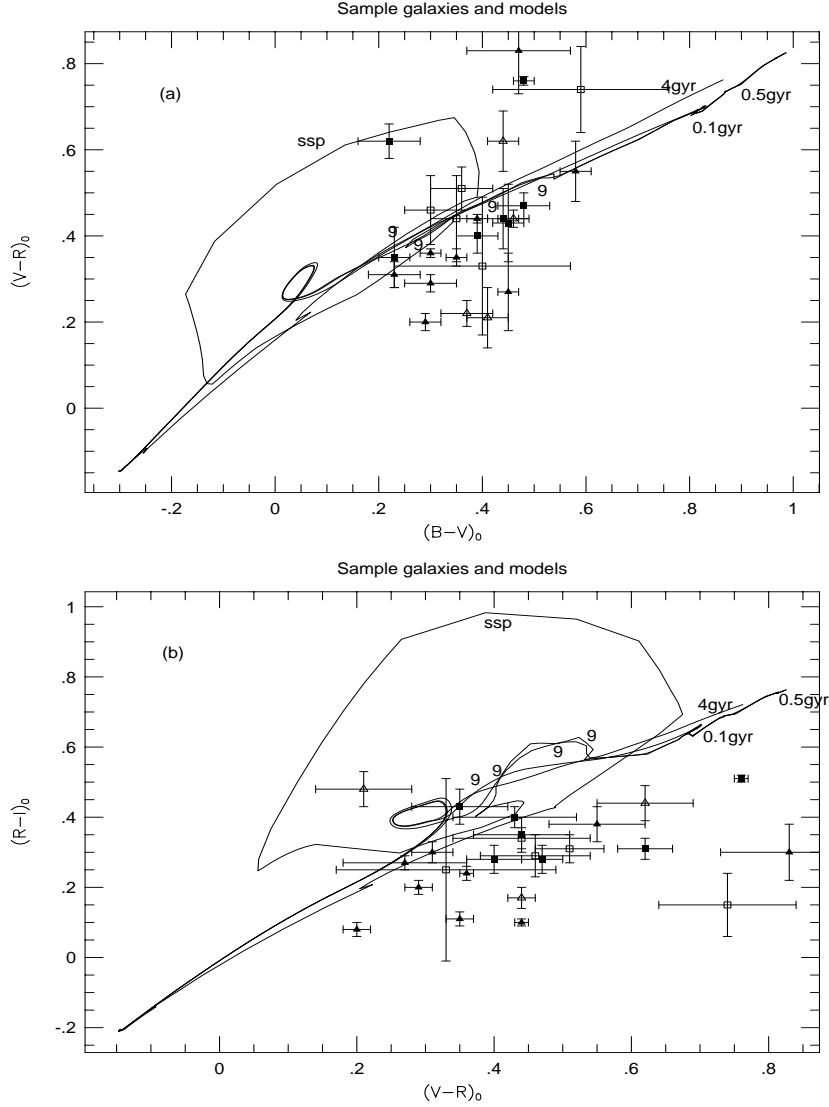 Sample galaxies and models
.8
(a)
4gyr
0.5gyr
0.1gyr
ssp
.6
9
9
9
9
.4
(V−R)₀
.2
0
-.2
0
.2
.4
.6
.8
1
(B−V)₀
Sample galaxies and models
1
ssp
(b)
.8
4gyr
0.5gyr
0.1gyr
9
9
9
9
.6
(R−I)₀
.4
.2
0
-.2
0
.2
.4
.6
.8
(V−R)₀